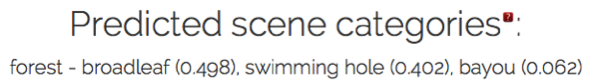 Predicted scene categories?:
forest - broadleaf (0.498), swimming hole (0.402), bayou (0.062)